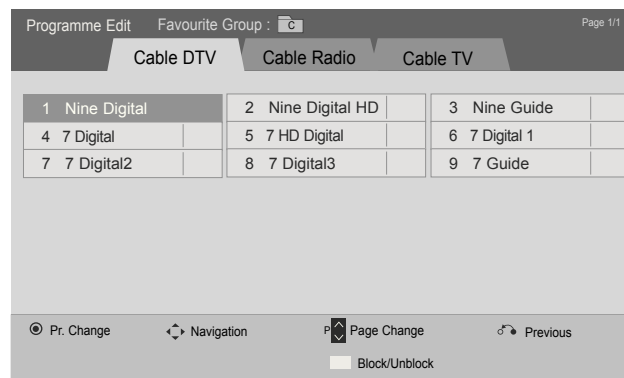 Programme Edit Favourite Group : C Page 1/1
Cable DTV Cable Radio Cable TV
1 Nine Digital 2 Nine Digital HD 3 Nine Guide
4 7 Digital 5 7 HD Digital 6 7 Digital 1
7 7 Digital2 8 7 Digital3 9 7 Guide
Pr. Change Navigation P Page Change Previous
Block/Unblock